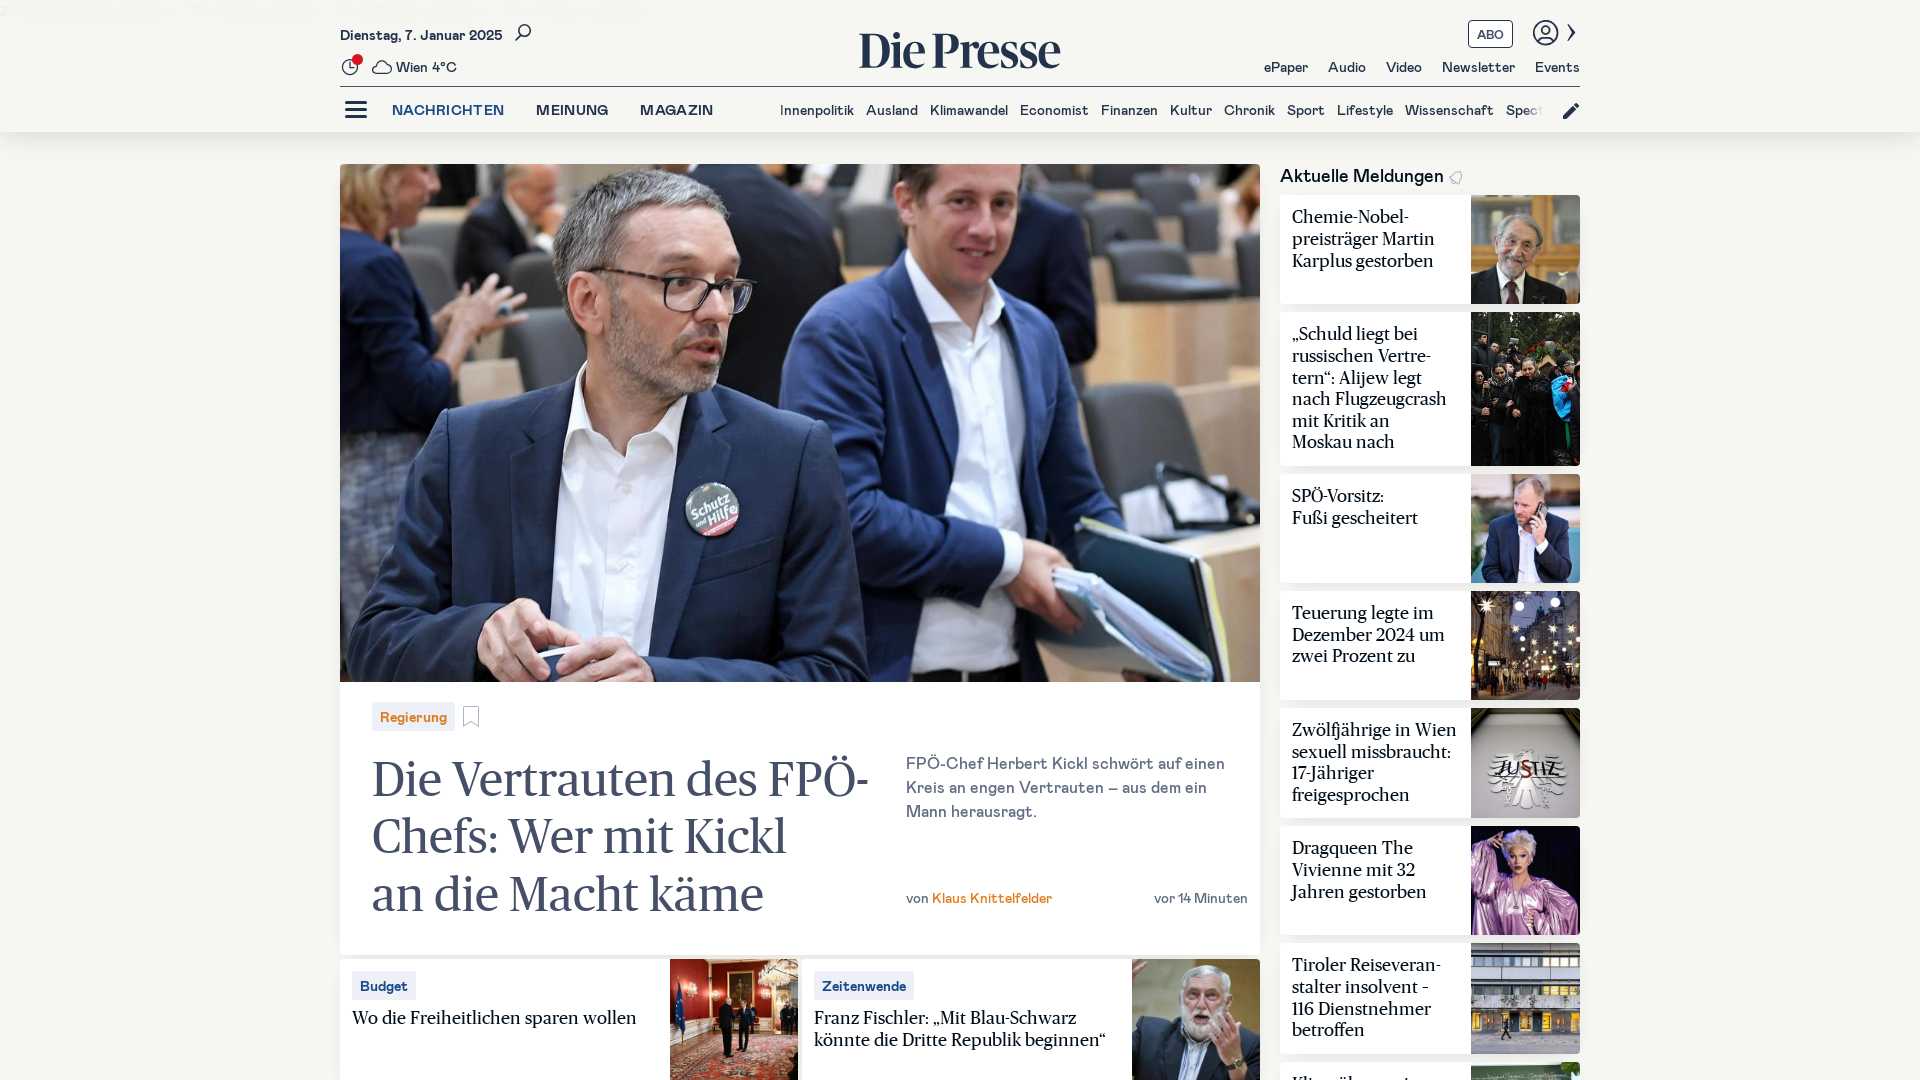 Dienstag, 7. Januar 2025
Wien 4°C
Die Presse
ABO
ePaper Audio Video Newsletter Events
NACHRICHTEN MEINUNG MAGAZIN
Innenpolitik Ausland Klimawandel Economist Finanzen Kultur Chronik Sport Lifestyle Wissenschaft Spect
Schutz
und Hilfe
Regierung
Die Vertrauten des FPÖ-
Chefs: Wer mit Kickl
an die Macht käme
FPÖ-Chef Herbert Kickl schwört auf einen
Kreis an engen Vertrauten – aus dem ein
Mann herausragt.
von Klaus Knittelfelder
vor 14 Minuten
Budget
Wo die Freiheitlichen sparen wollen
Zeitenwende
Franz Fischler: „Mit Blau-Schwarz
könnte die Dritte Republik beginnen“
Aktuelle Meldungen
Chemie-Nobel-
preisträger Martin
Karplus gestorben
„Schuld liegt bei
russischen Vertre-
tern“: Alijew legt
nach Flugzeugcrash
mit Kritik an
Moskau nach
SPÖ-Vorsitz:
Fußi gescheitert
Teuerung legte im
Dezember 2024 um
zwei Prozent zu
Zwölfjährige in Wien
sexuell missbraucht:
17-Jähriger
freigesprochen
JUSTIZ
Dragqueen The
Vivienne mit 32
Jahren gestorben
Tiroler Reiseveran-
stalter insolvent –
116 Dienstnehmer
betroffen